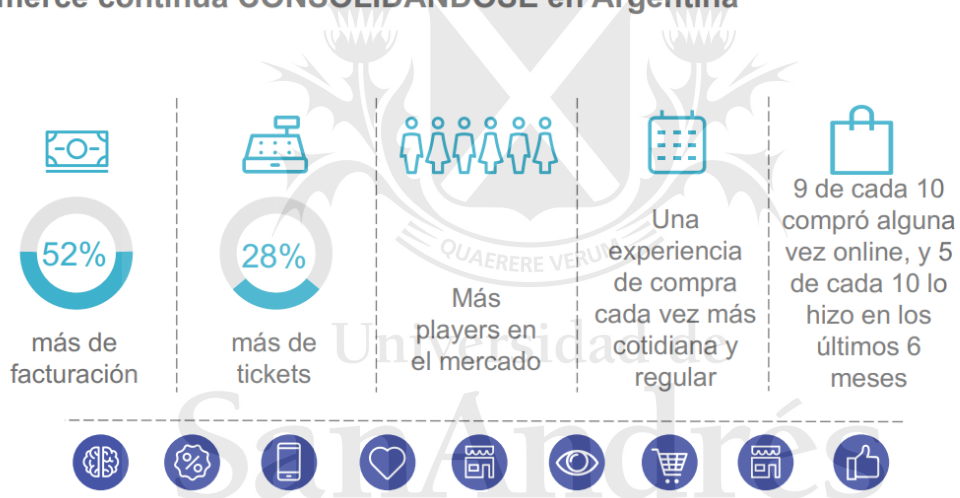 merce continúa CONSOLIDÁNDOSE en Argentina
52%
más de
facturación
28%
más de
tickets
Más
players en
el mercado
Una
experiencia
de compra
cada vez más
cotidiana y
regular
9 de cada 10
compró alguna
vez online, y 5
de cada 10 lo
hizo en los
últimos 6
meses
QUAERERE VERUM
Universidad de
SanAndrés